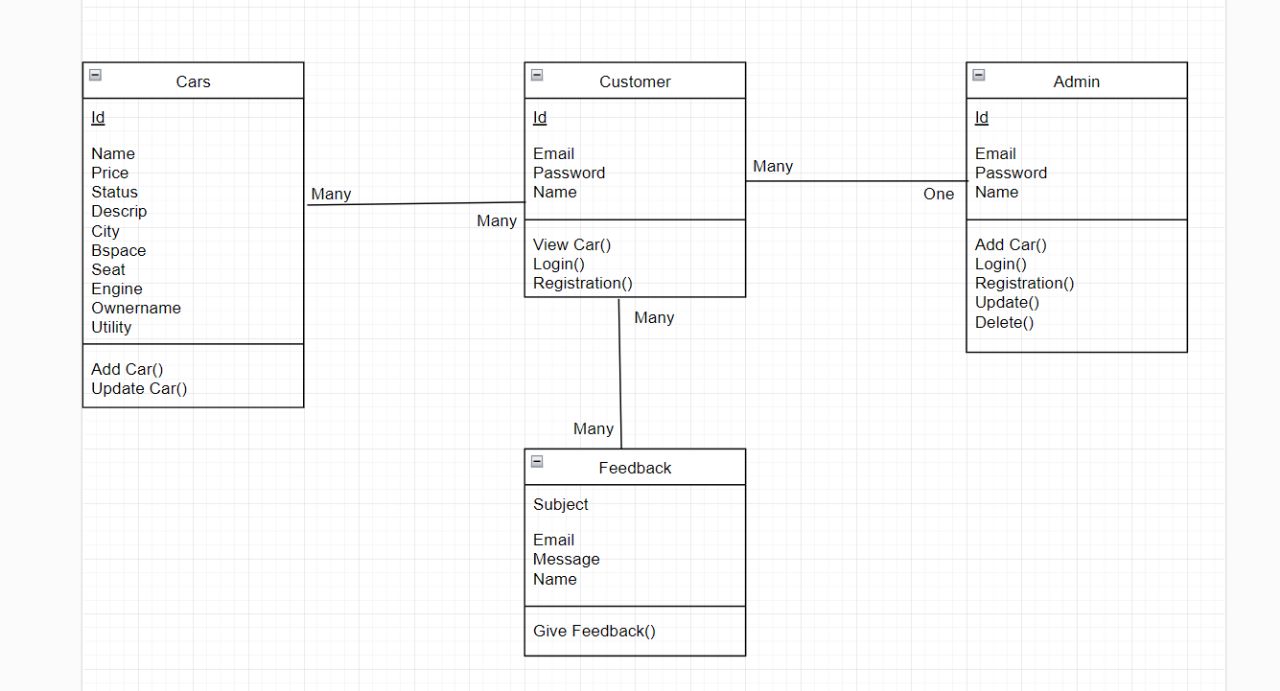 Cars
Id
Name
Price
Status
Descrip
City
Bspace
Seat
Engine
Ownername
Utility
Add Car()
Update Car()
Many
Many
Customer
Id
Email
Password
Name
View Car()
Login()
Registration()
Many
One
Admin
Id
Email
Password
Name
Add Car()
Login()
Registration()
Update()
Delete()
Many
Many
Feedback
Subject
Email
Message
Name
Give Feedback()